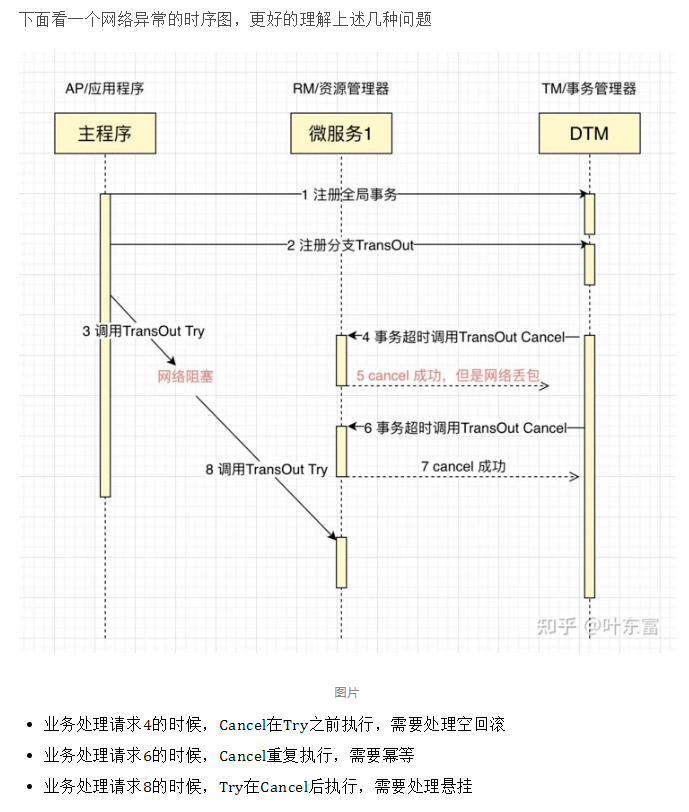 下面看一个网络异常的时序图，更好的理解上述几种问题
AP/应用程序
RM/资源管理器
TM/事务管理器
主程序
微服务1
DTM
1 注册全局事务
2 注册分支TransOut
3 调用TransOut Try
4 事务超时调用TransOut Cancel
网络阻塞
5 cancel 成功，但是网络丢包
6 事务超时调用TransOut Cancel
8 调用TransOut Try
7 cancel 成功
知乎 @叶东富
图片
业务处理请求4的时候，Cancel在Try之前执行，需要处理空回滚
业务处理请求6的时候，Cancel重复执行，需要幂等
业务处理请求8的时候，Try在Cancel后执行，需要处理悬挂